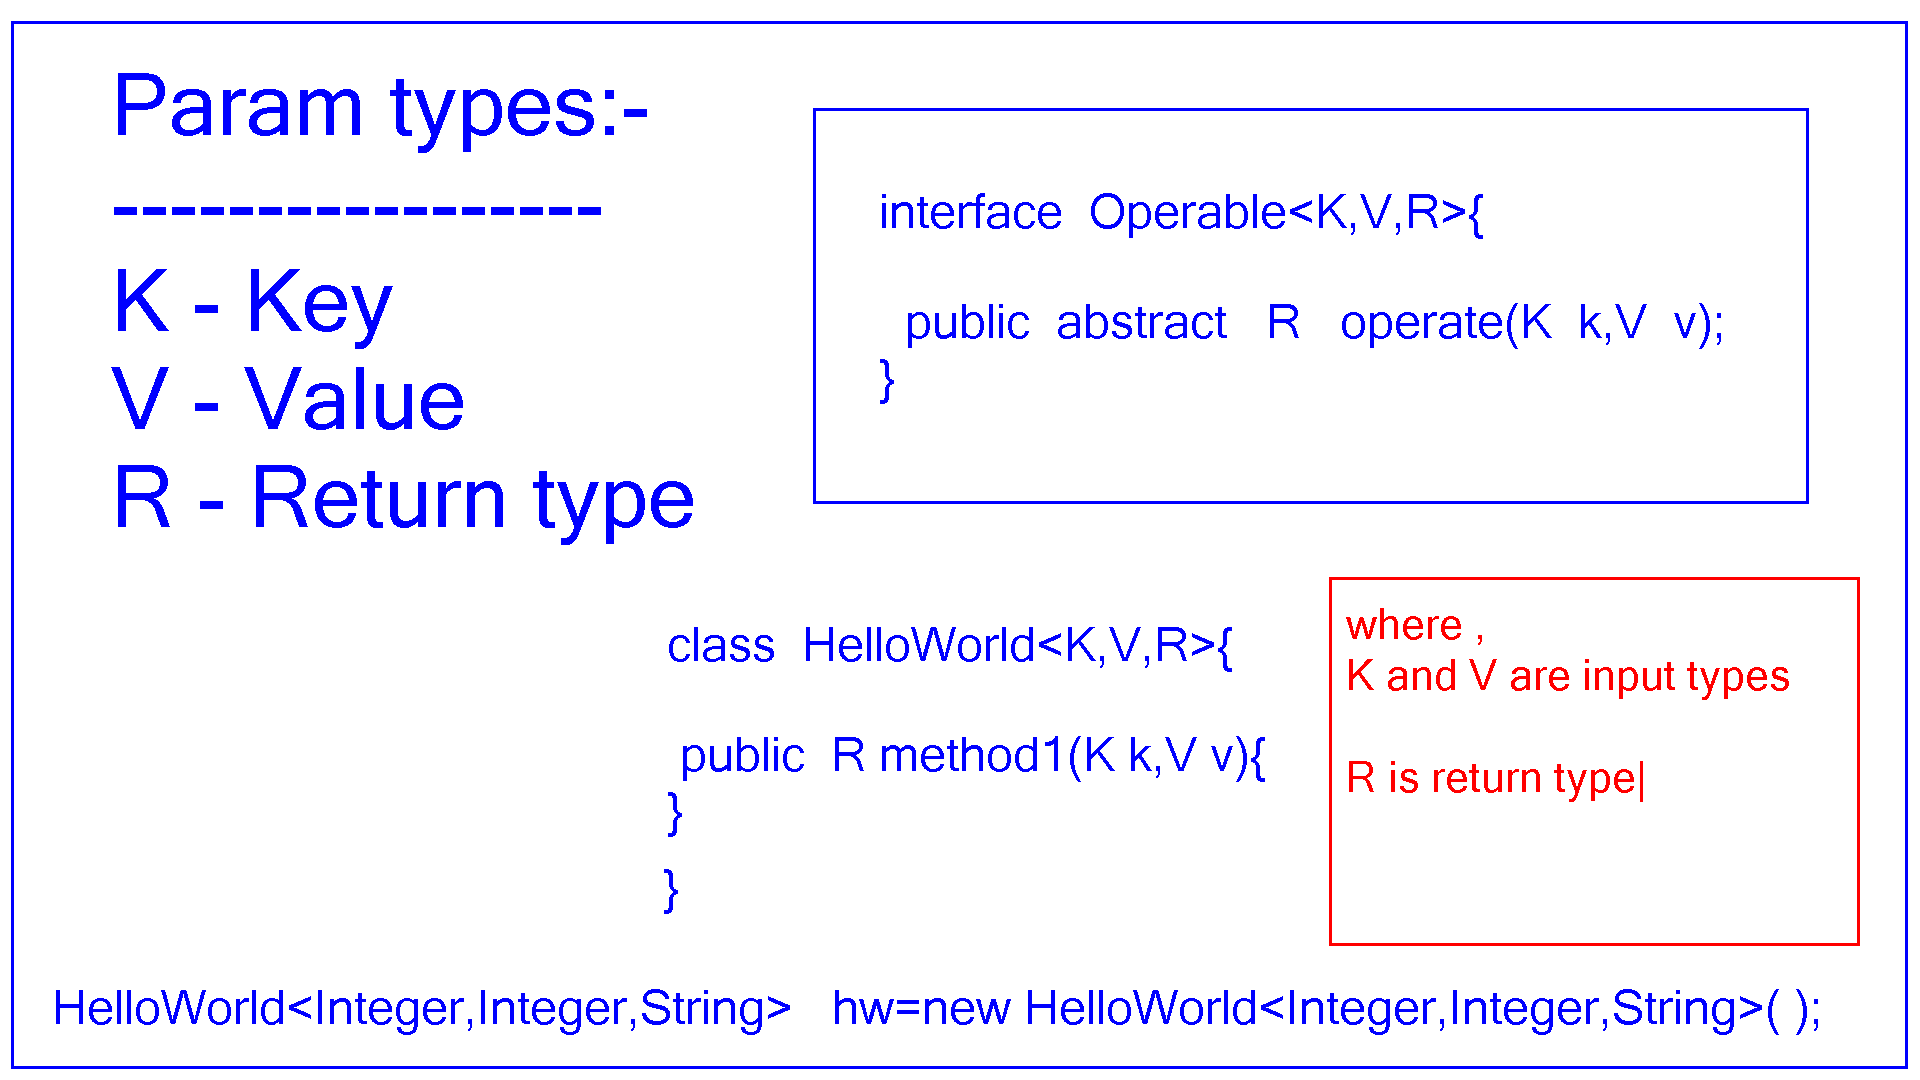 Param types:-
-----------------
K - Key
V - Value
R - Return type
interface  Operable<K,V,R>{
public  abstract   R   operate(K  k,V  v);
}
class  HelloWorld<K,V,R>{
public  R method1(K k,V v){
}
}
where ,
K and V are input types
R is return type|
HelloWorld<Integer,Integer,String>   hw=new HelloWorld<Integer,Integer,String>( );